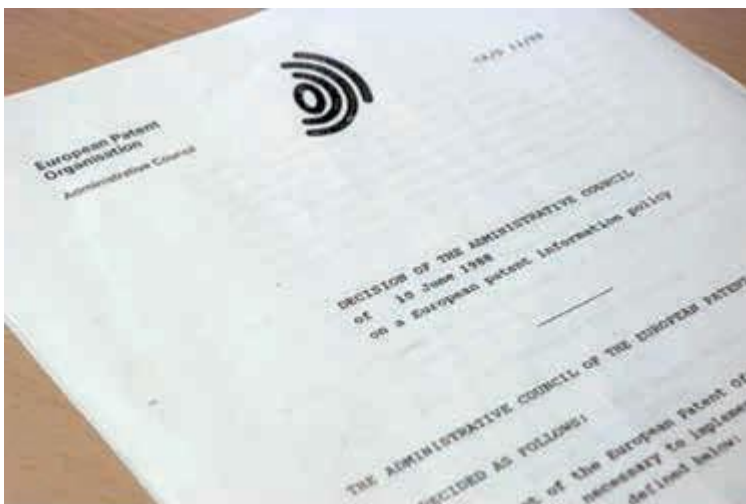 European Patent
Organisation
Administrative Council
DECISION OF THE ADMINISTRATIVE COUNCIL
of 10 June 1988
on a European patent information policy
THE ADMINISTRATIVE COUNCIL OF THE EUROPEAN PATENT
DECIDED AS FOLLOWS:
of the European Patent Of
necessary to implement
defined below: